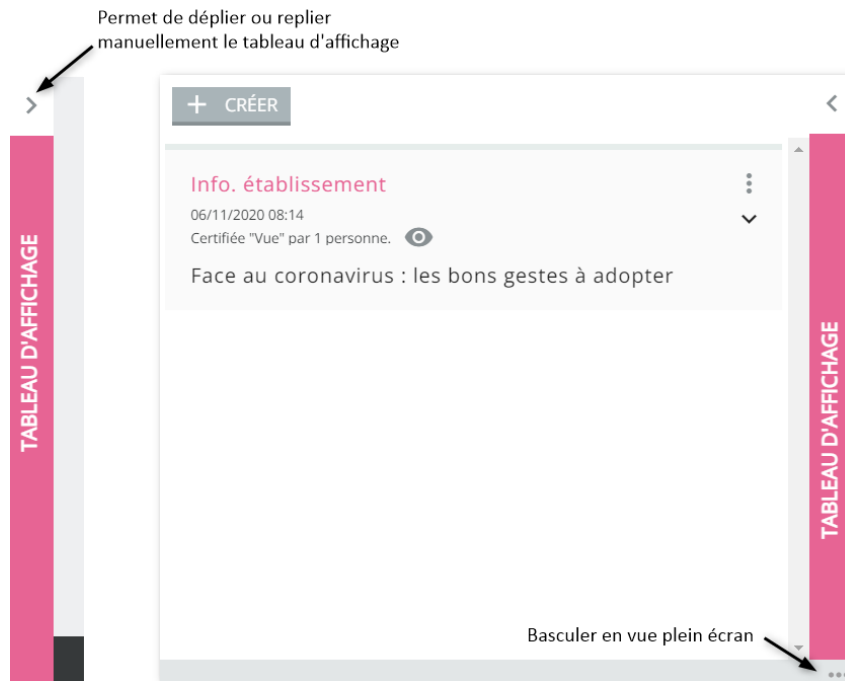 Permet de déplier ou replier
manuellement le tableau d'affichage
CRÉER
Info. établissement
06/11/2020 08:14
Certifiée "Vue" par 1 personne.
Face au coronavirus : les bons gestes à adopter
TABLEAU D'AFFICHAGE
TABLEAU D'AFFICHAGE
Basculer en vue plein écran